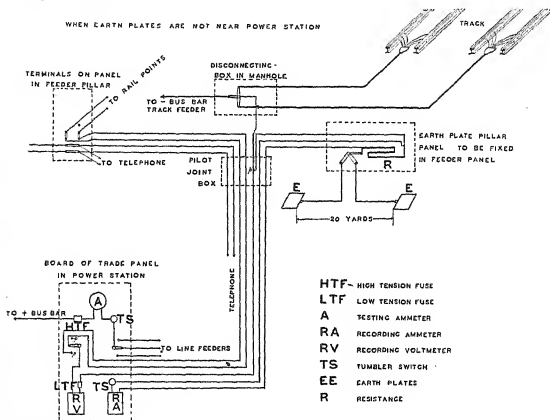 WHEN EARTH PLATES ARE NOT NEAR POWER STATION
TRACK
DISCONNECTING-
BOX IN MANHOLE
TERMINALS ON PANEL
IN FEEDER PILLAR
TO RAIL POINTS
TO - BUS BAR
TRACK FEEDER
EARTH PLATE PILLAR
PANEL TO BE FIXED
IN FEEDER PANEL
R
TO TELEPHONE
PILOT
JOINT
BOX
E
E
20 YARDS
TELEPHONE
BOARD OF TRADE PANEL
IN POWER STATION
A
TO + BUS BAR
TS
HTF
TO LINE FEEDERS
LTF
TS
RV
RA
HTF - HIGH TENSION FUSE
LTF LOW TENSION FUSE
A TESTING AMMETER
RA RECORDING AMMETER
RV RECORDING VOLTMETER
TS TUMBLER SWITCH
EE EARTH PLATES
R RESISTANCE